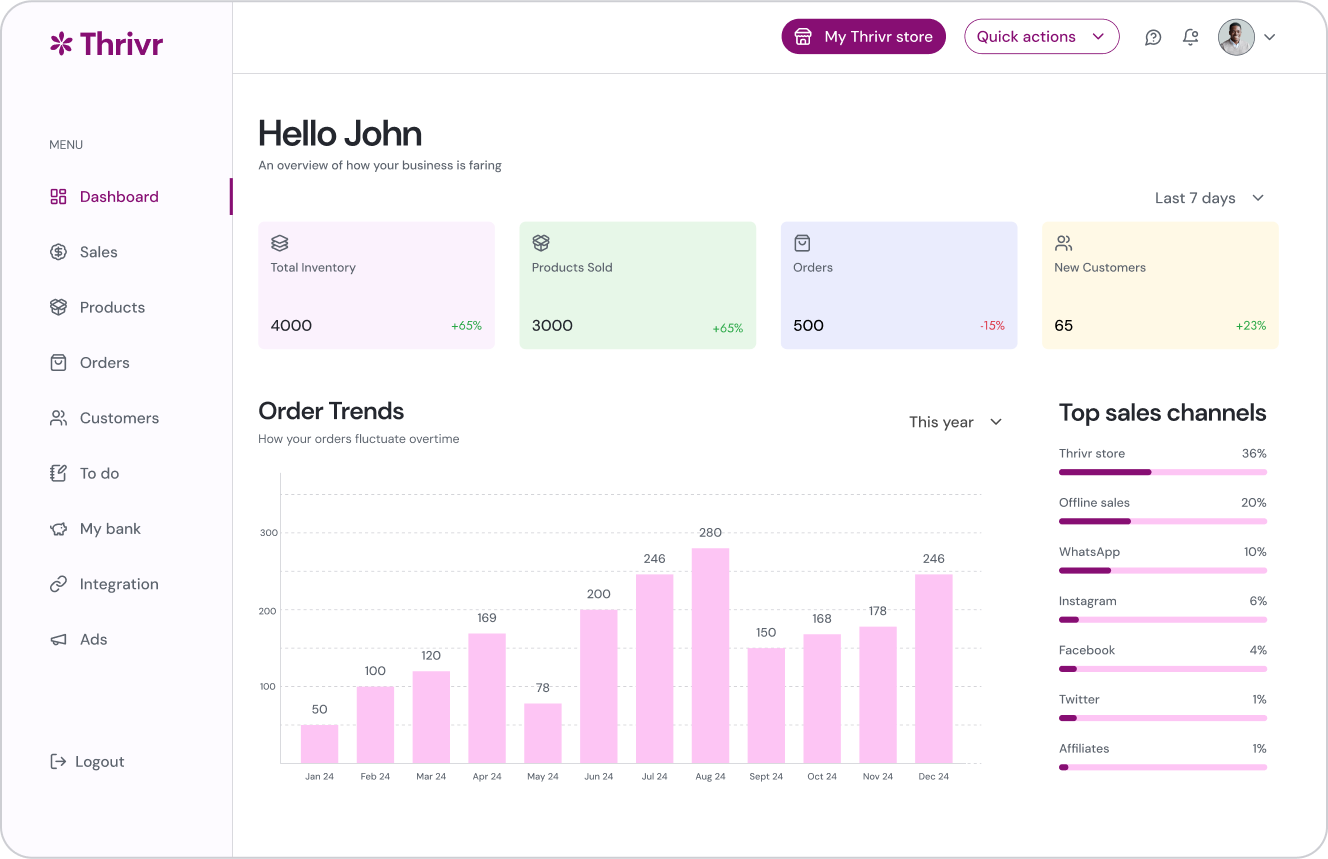 Thrivr
My Thrivr store
Quick actions
MENU
Dashboard
Sales
Products
Orders
Customers
To do
My bank
Integration
Ads
Logout
Hello John
An overview of how your business is faring
Last 7 days
Total Inventory
4000 +65%
Products Sold
3000 +65%
Orders
500 -15%
New Customers
65 +23%
Order Trends
How your orders fluctuate overtime
This year
300
200
100
50
100
120
169
78
200
246
280
150
168
178
246
Jan 24 Feb 24 Mar 24 Apr 24 May 24 Jun 24 Jul 24 Aug 24 Sept 24 Oct 24 Nov 24 Dec 24
Top sales channels
Thrivr store 36%
Offline sales 20%
WhatsApp 10%
Instagram 6%
Facebook 4%
Twitter 1%
Affiliates 1%